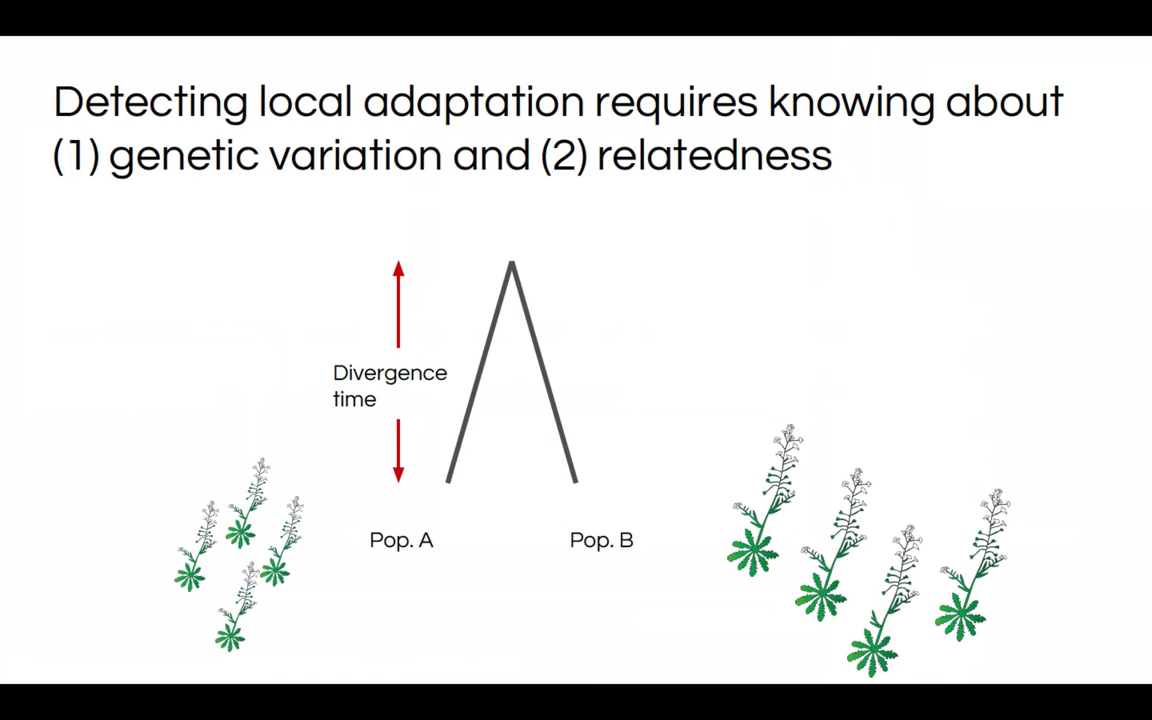 Detecting local adaptation requires knowing about
(1) genetic variation and (2) relatedness
Divergence
time
Pop. A
Pop. B